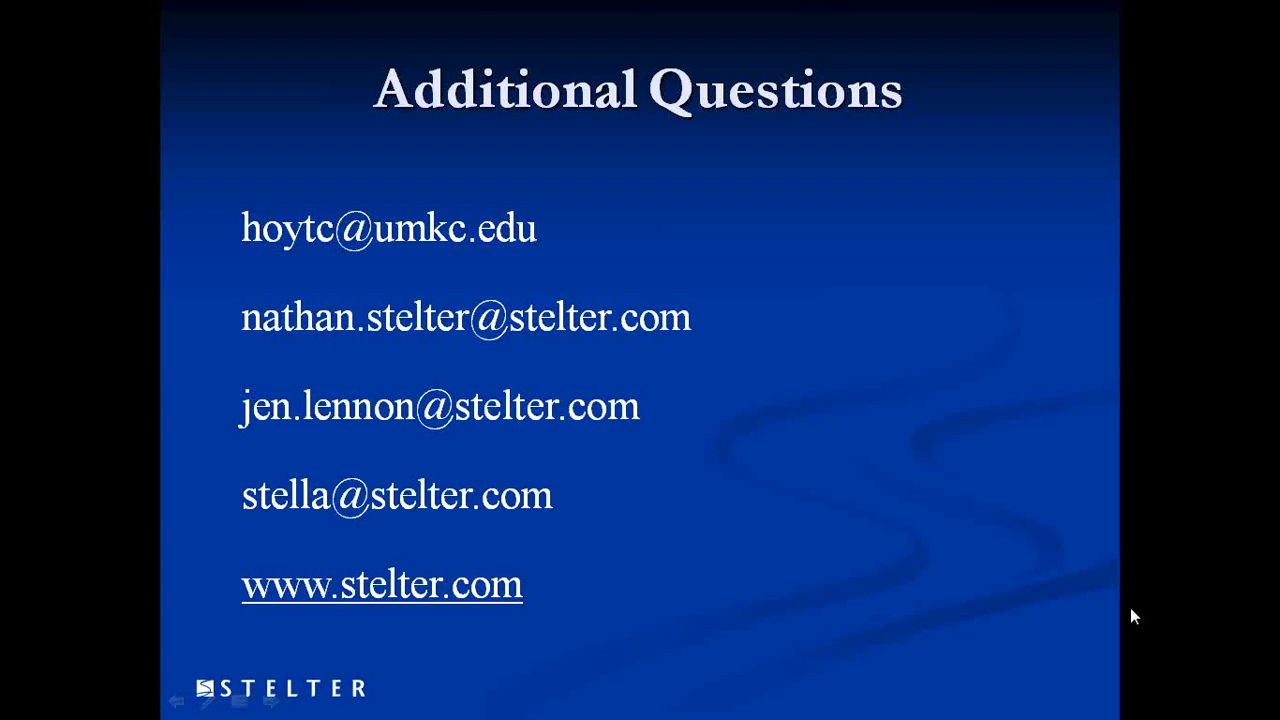 Additional Questions
hoytc@umkc.edu
nathan.stelter@stelter.com
jen.lennon@stelter.com
stella@stelter.com
www.stelter.com
STELTER